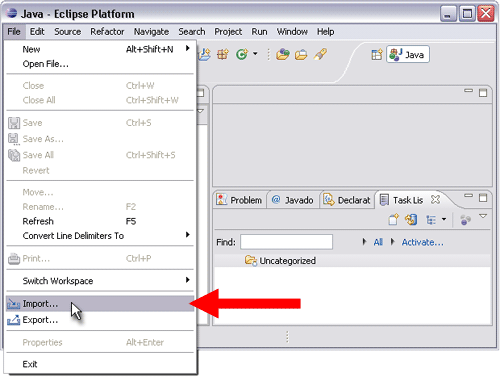 Java - Eclipse Platform
File Edit Source Refactor Navigate Search Project Run Window Help
New Alt+Shift+N
Open File...
Close Ctrl+W
Close All Ctrl+Shift+W
Save Ctrl+S
Save As...
Save All Ctrl+Shift+S
Revert
Move...
Rename... F2
Refresh F5
Convert Line Delimiters To
Print... Ctrl+P
Switch Workspace
Import...
Export...
Properties Alt+Enter
Exit
Java
Problem Javado Declarat Task Lis
Find: All Activate...
Uncategorized